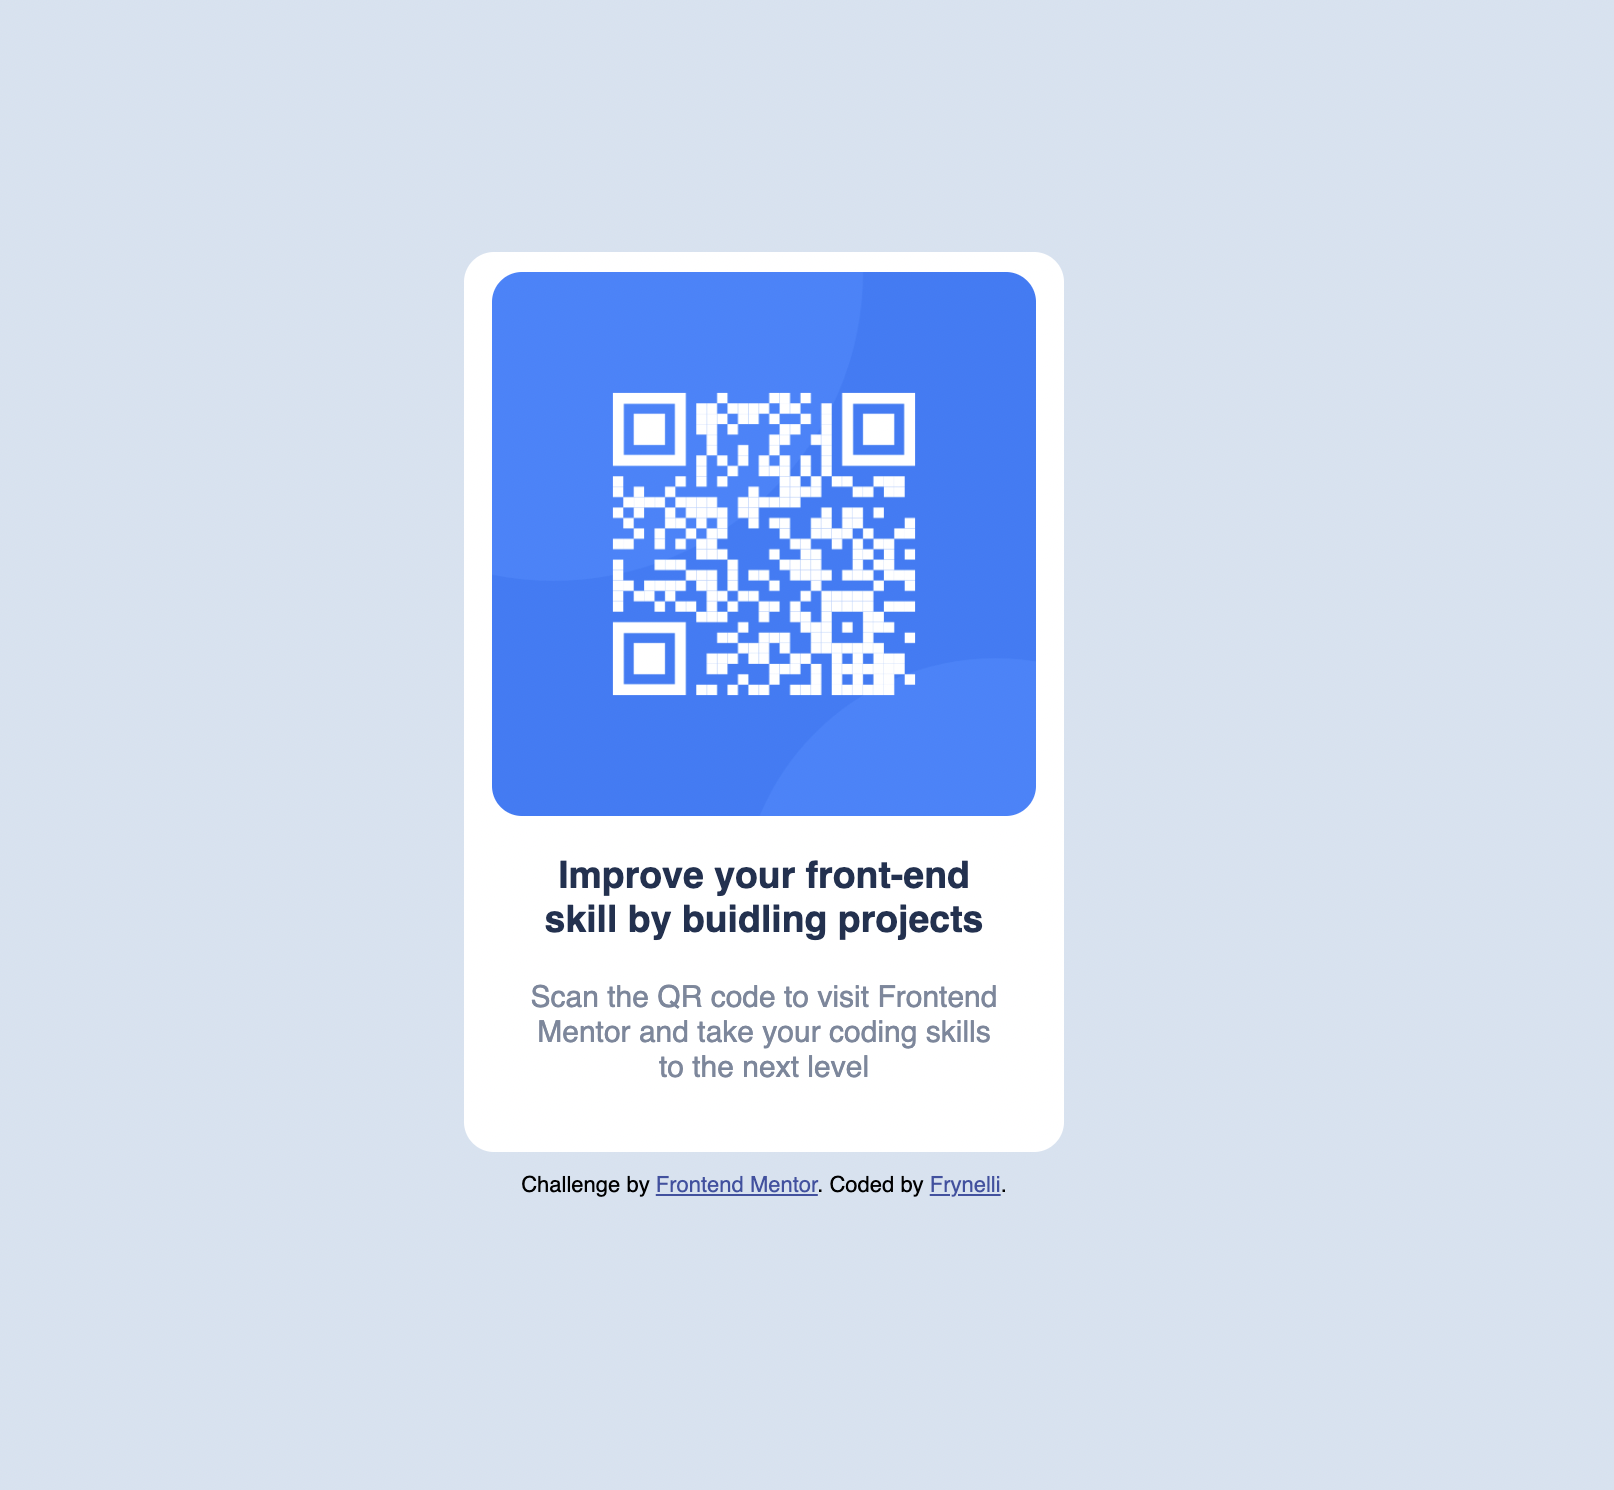 Improve your front-end
skill by buidling projects
Scan the QR code to visit Frontend
Mentor and take your coding skills
to the next level
Challenge by Frontend Mentor. Coded by Frynelli.